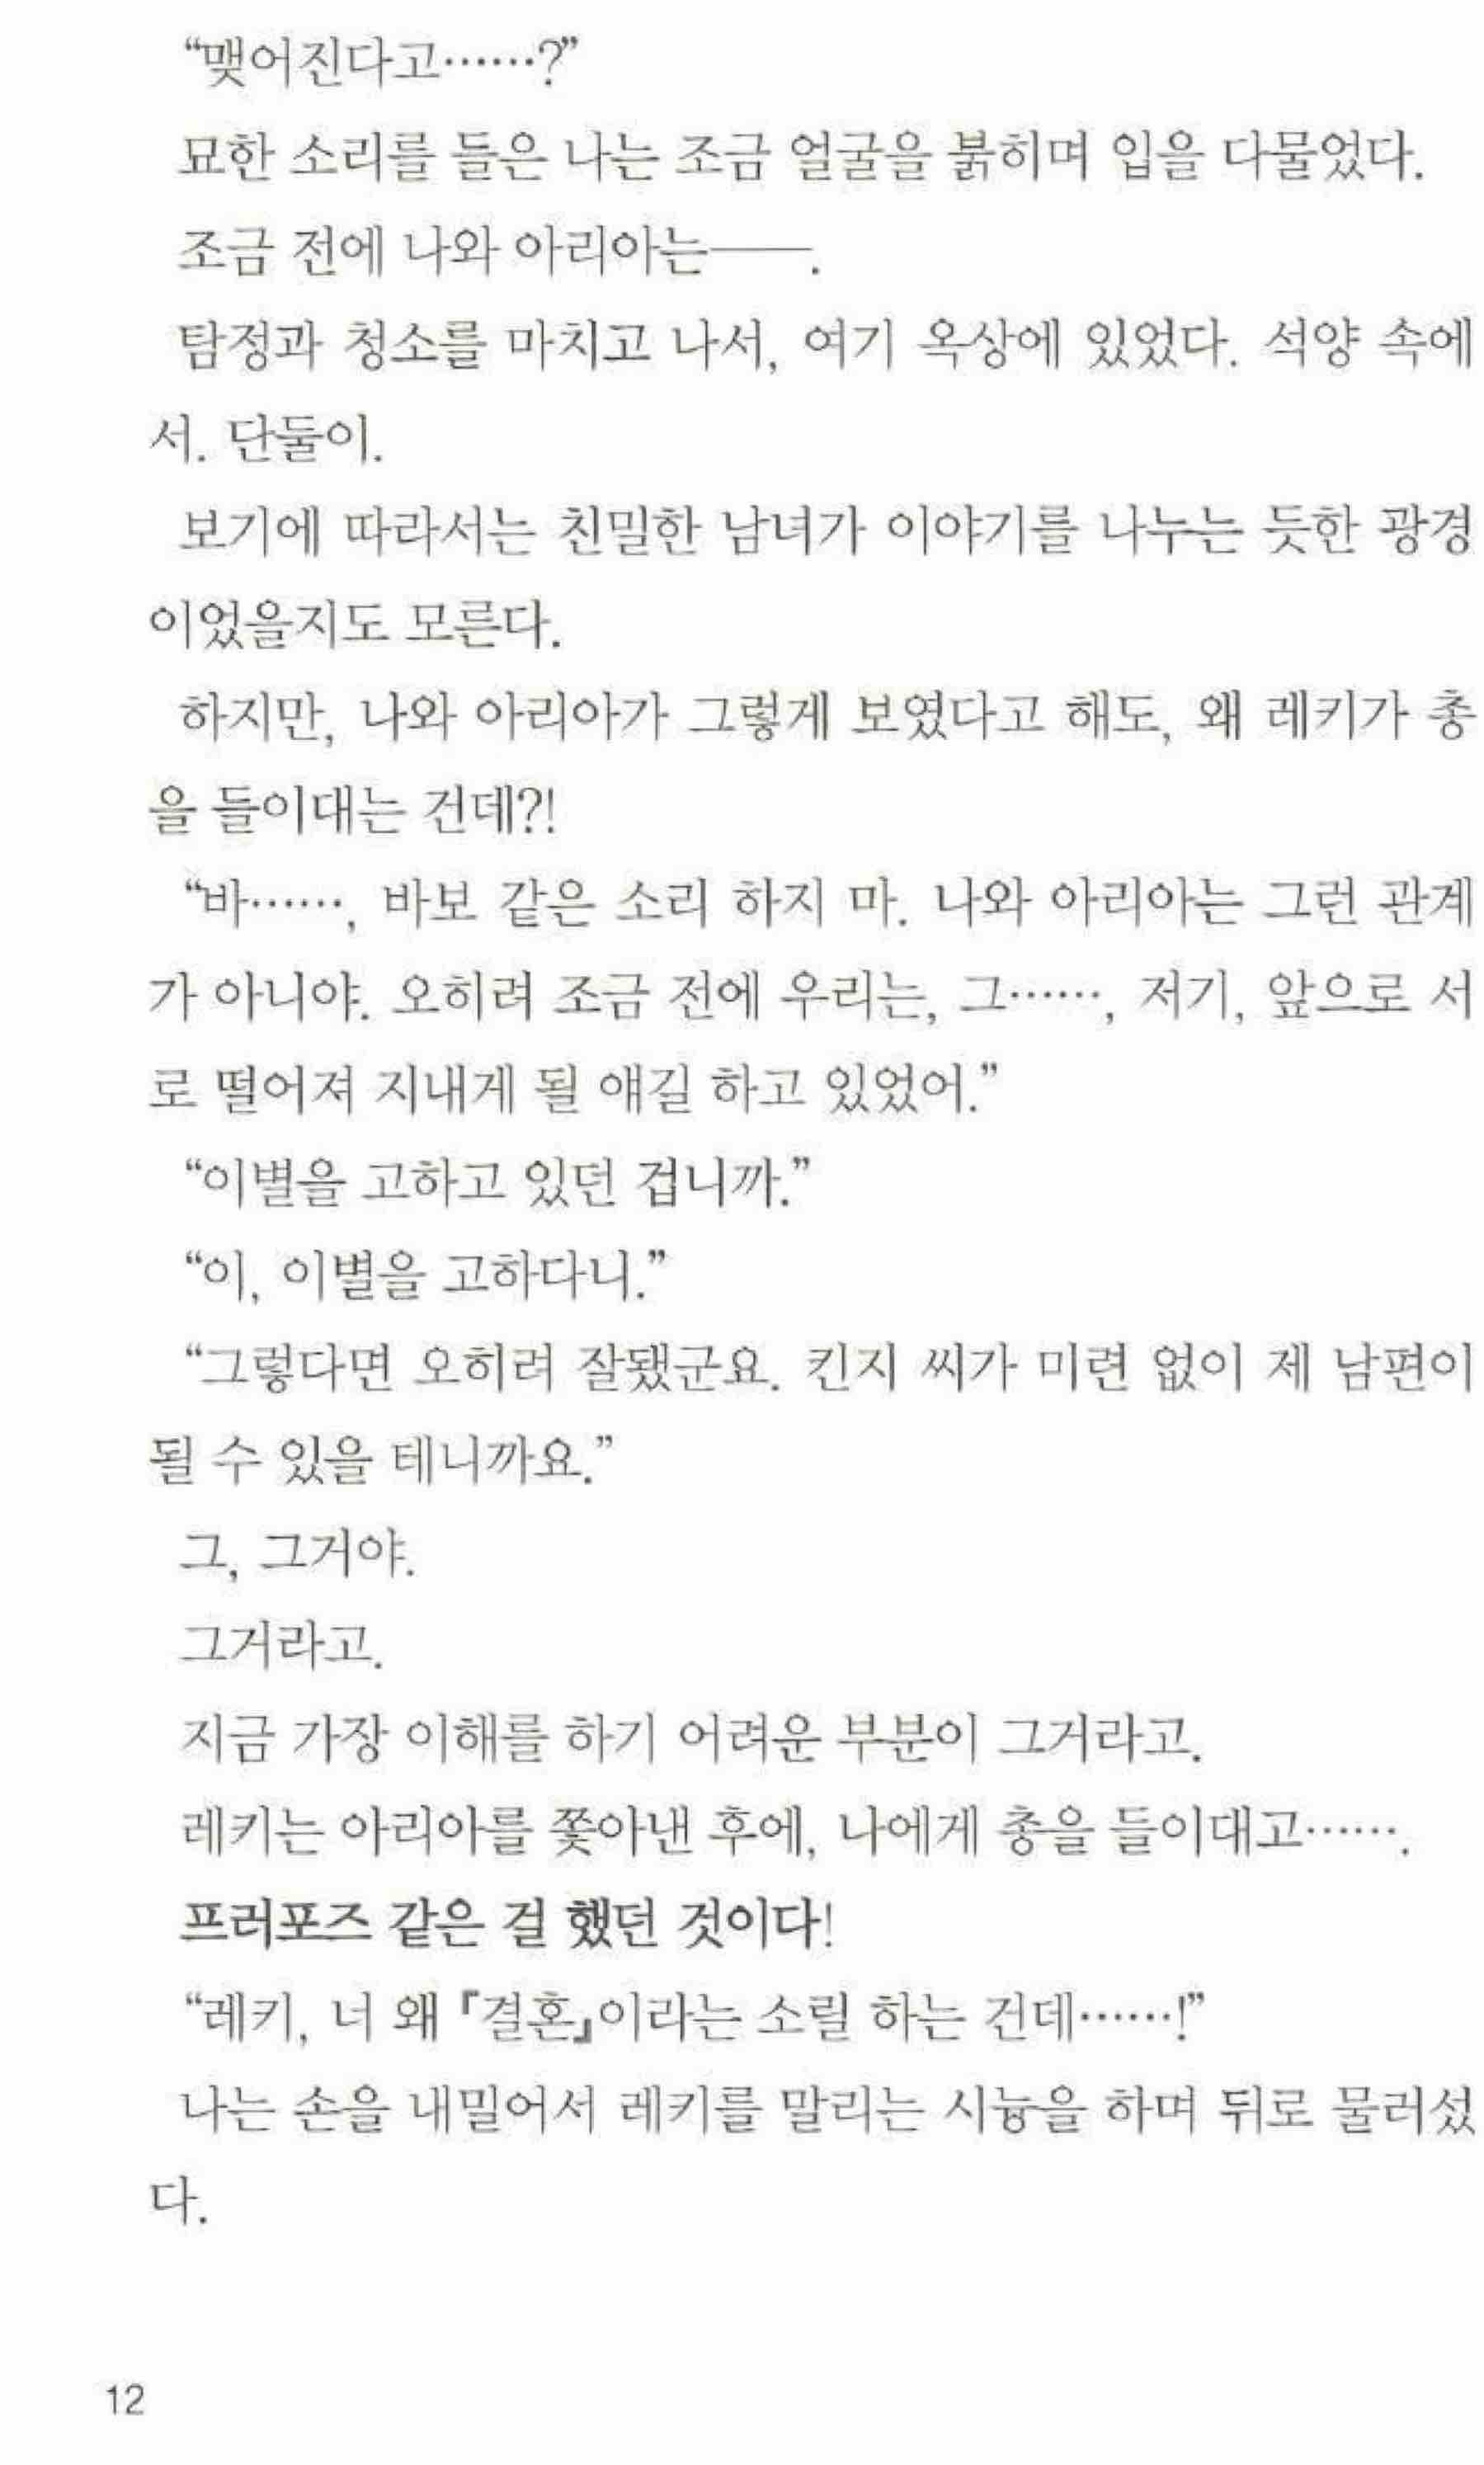 “맺어진다고……?”
묘한 소리를 들은 나는 조금 얼굴을 붉히며 입을 다물었다.
조금 전에 나와 아리아는──.
탐정과 청소를 마치고 나서, 여기 옥상에 있었다. 석양 속에
서. 단둘이.
보기에 따라서는 친밀한 남녀가 이야기를 나누는 듯한 광경
이었을지도 모른다.
하지만, 나와 아리아가 그렇게 보였다고 해도, 왜 레키가 총
을 들이대는 건데?!
“바……, 바보 같은 소리 하지 마. 나와 아리아는 그런 관계
가 아니야. 오히려 조금 전에 우리는, 그……, 저기, 앞으로 서
로 떨어져 지내게 될 얘길 하고 있었어.”
“이별을 고하고 있던 겁니까.”
“이, 이별을 고하다니.”
“그렇다면 오히려 잘됐군요. 킨지 씨가 미련 없이 제 남편이
될 수 있을 테니까요.”
그, 그거야.
그거라고.
지금 가장 이해를 하기 어려운 부분이 그거라고.
레키는 아리아를 쫓아낸 후에, 나에게 총을 들이대고…….
프러포즈 같은 걸 했던 것이다!
“레키, 너 왜 『결혼』이라는 소릴 하는 건데……!”
나는 손을 내밀어서 레키를 말리는 시늉을 하며 뒤로 물러섰
다.
12